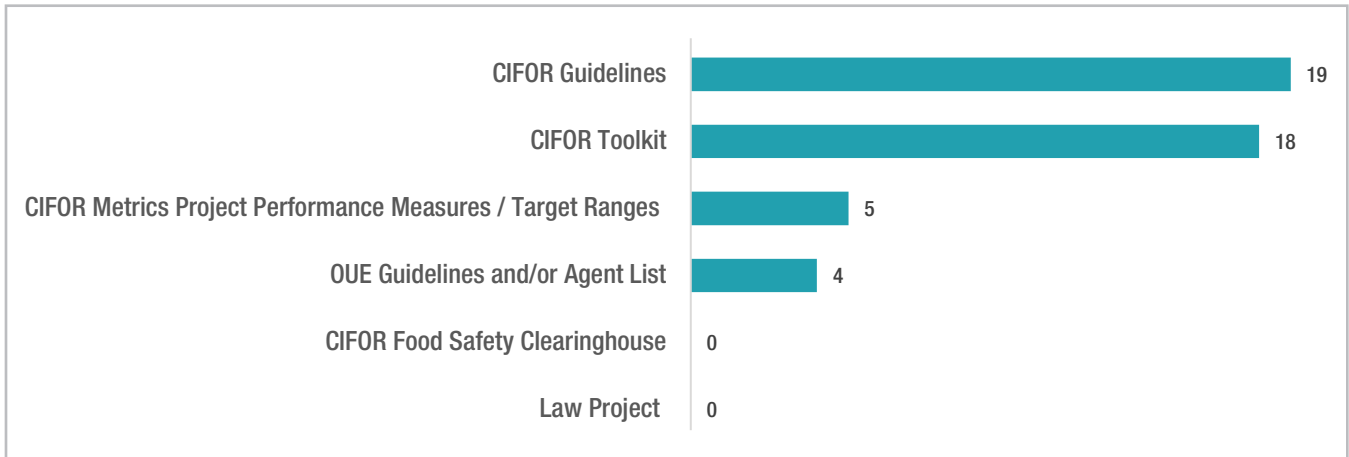 CIFOR Guidelines 19
CIFOR Toolkit 18
CIFOR Metrics Project Performance Measures / Target Ranges 5
OUE Guidelines and/or Agent List 4
CIFOR Food Safety Clearinghouse 0
Law Project 0